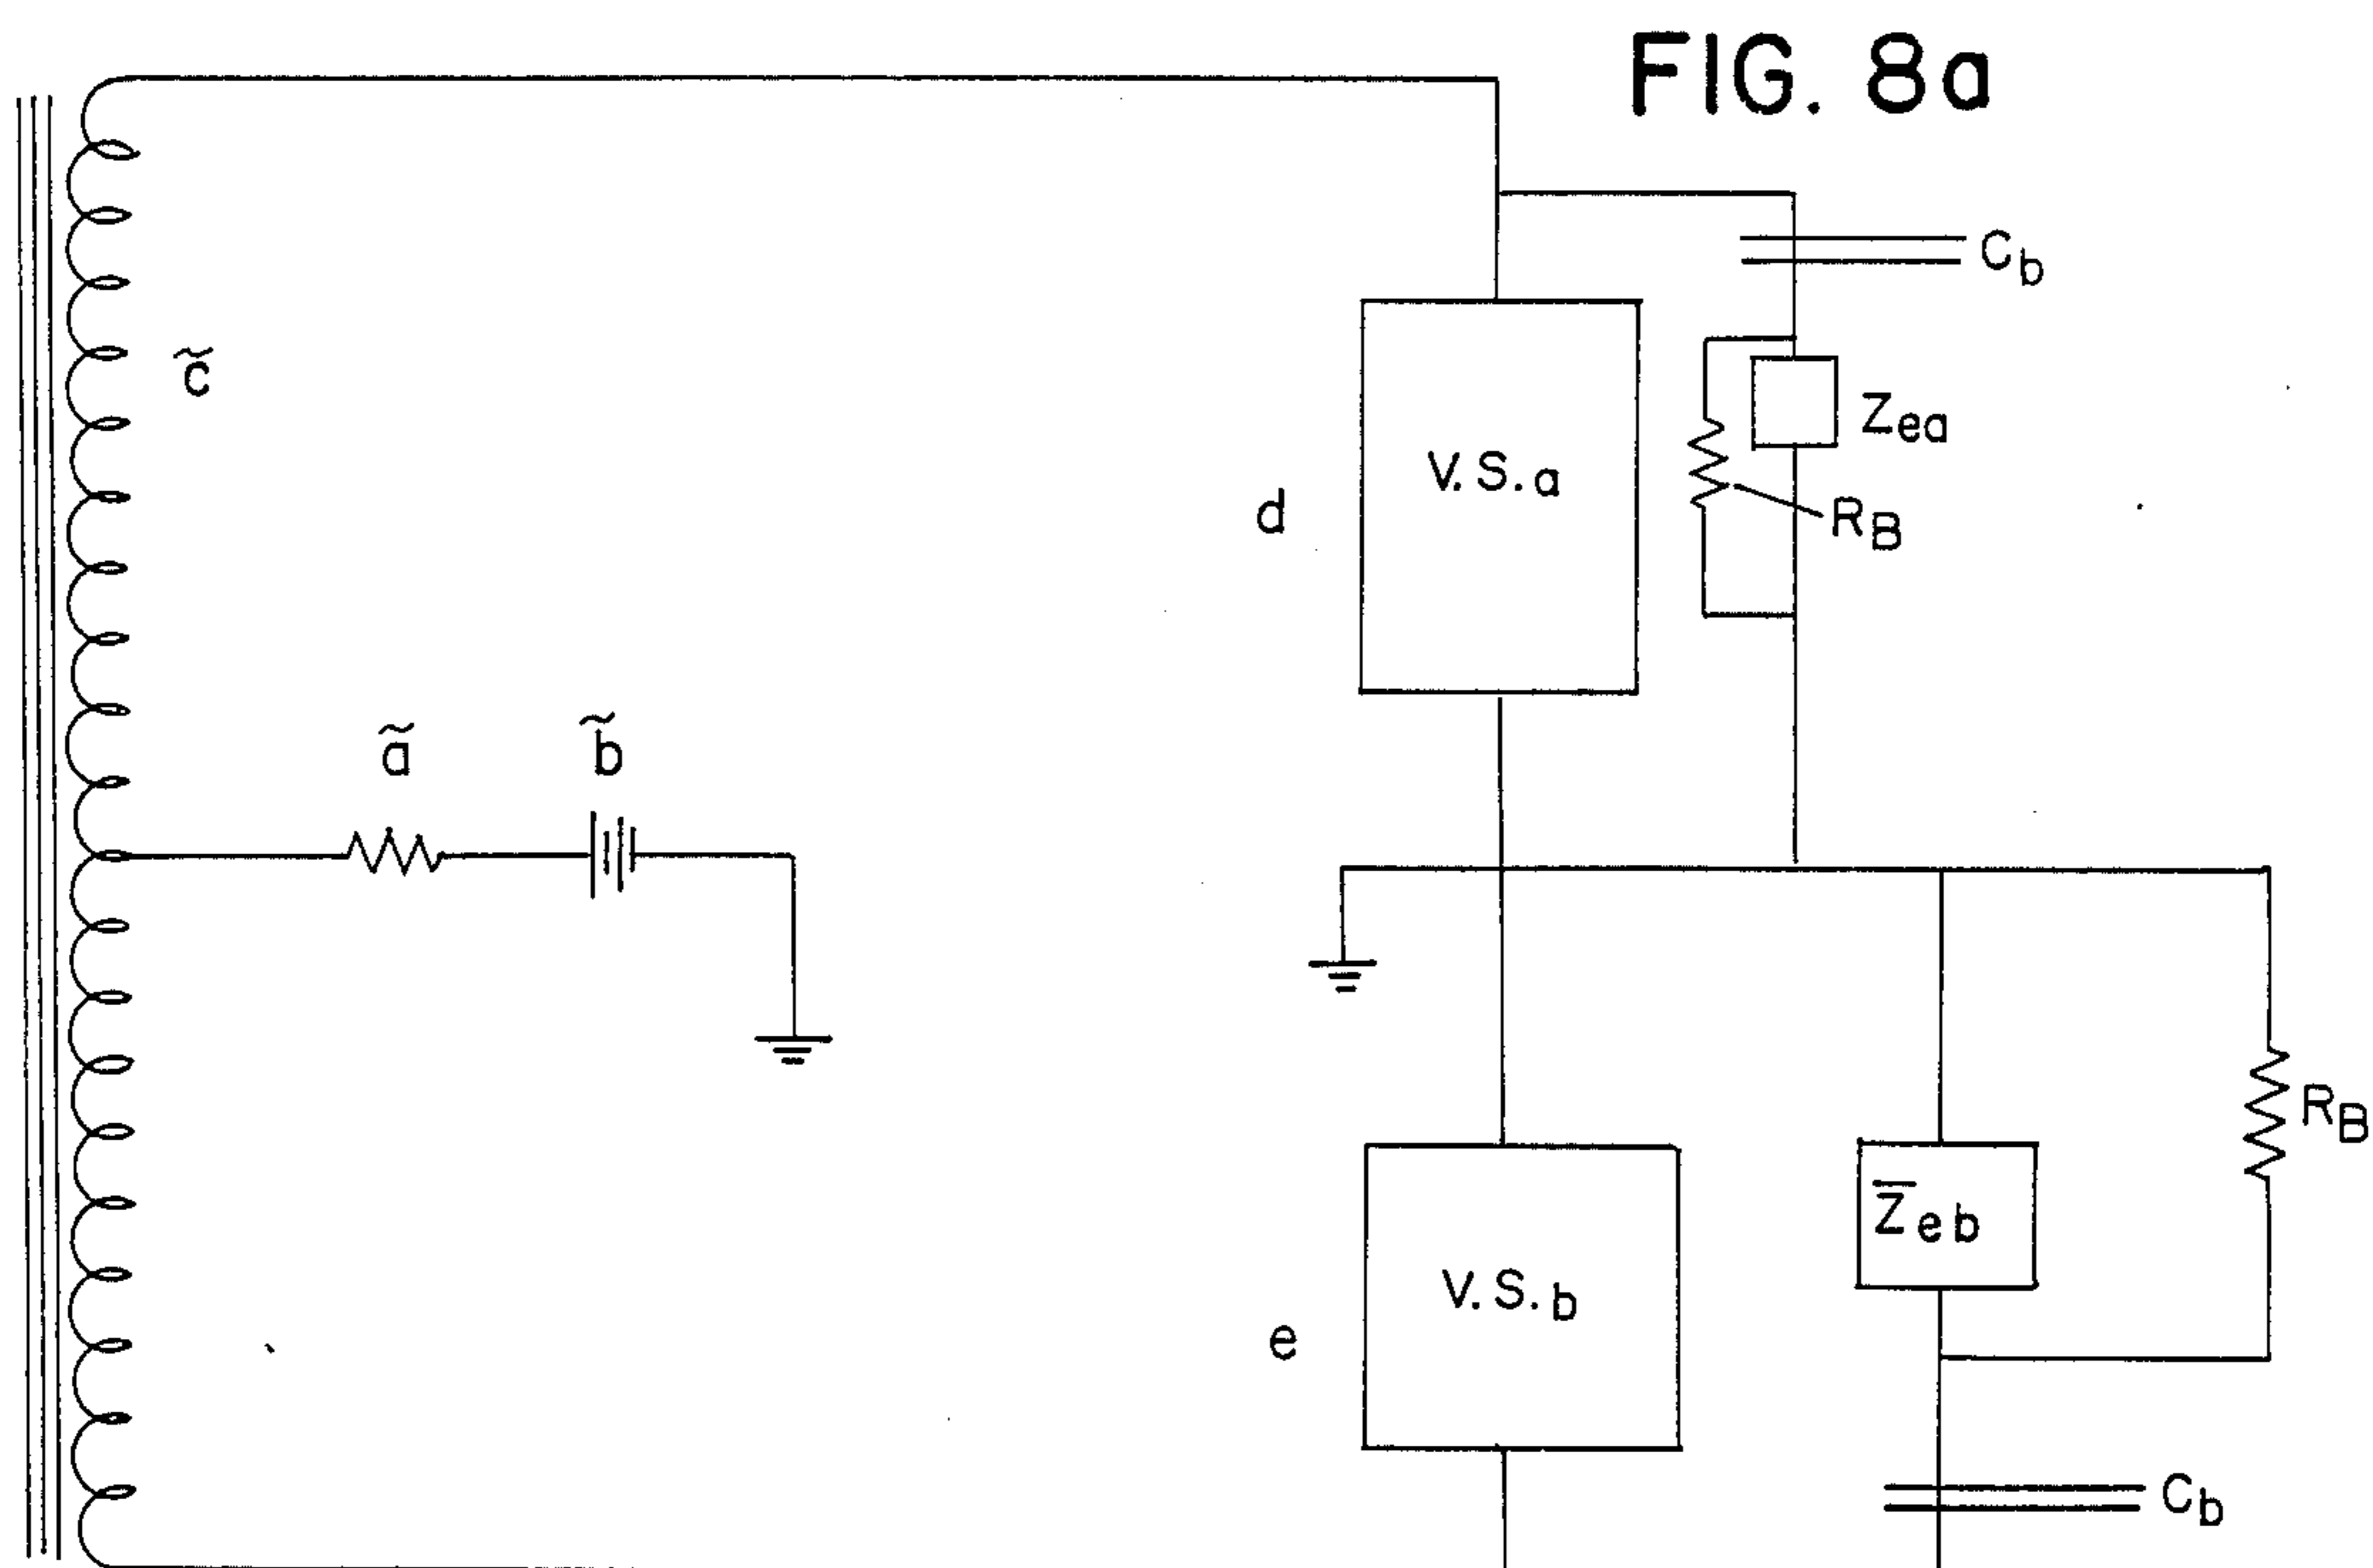 FIG. 8a
Cb
c̃
Zea
V.S.a
d
RB
ã
b̃
RB
Z̅eb
V.S.b
e
Cb